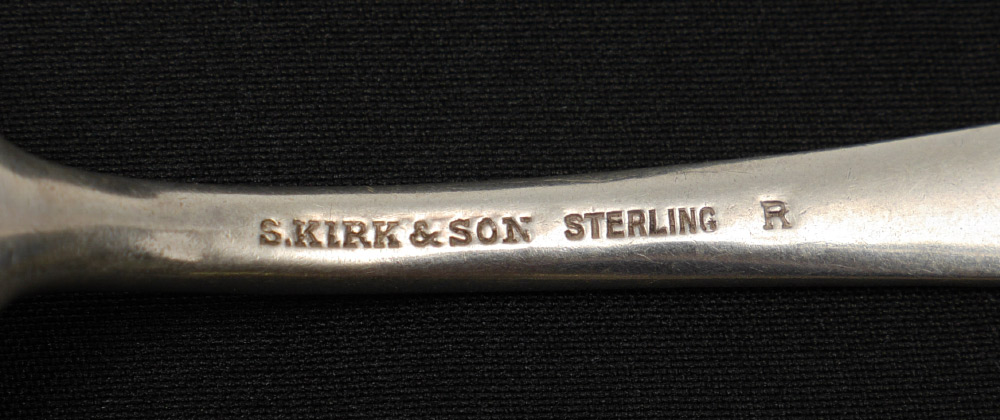 S.KIRK & SON STERLING R